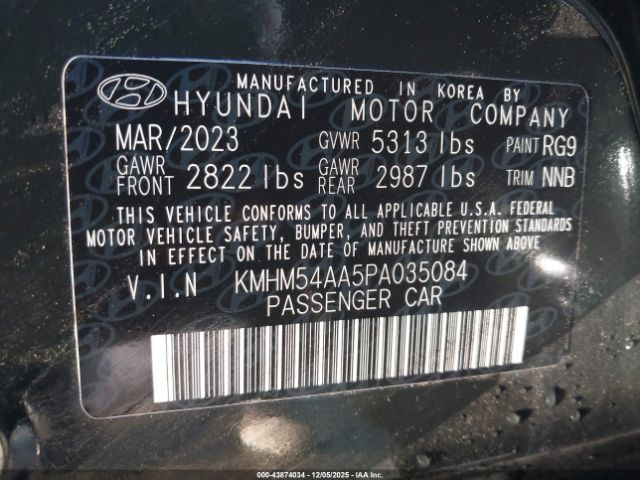 MANUFACTURED IN KOREA BY
HYUNDAI MOTOR COMPANY
MAR/2023 GVWR 5313 lbs PAINT RG9
GAWR FRONT 2822 lbs GAWR REAR 2987 lbs TRIM NNB
THIS VEHICLE CONFORMS TO ALL APPLICABLE U.S.A. FEDERAL
MOTOR VEHICLE SAFETY, BUMPER, AND THEFT PREVENTION STANDARDS
IN EFFECT ON THE DATE OF MANUFACTURE SHOWN ABOVE.
V.I.N KMHM54AA5PA035084
PASSENGER CAR
000-43874034 - 12/05/2025 - IAAI.COM